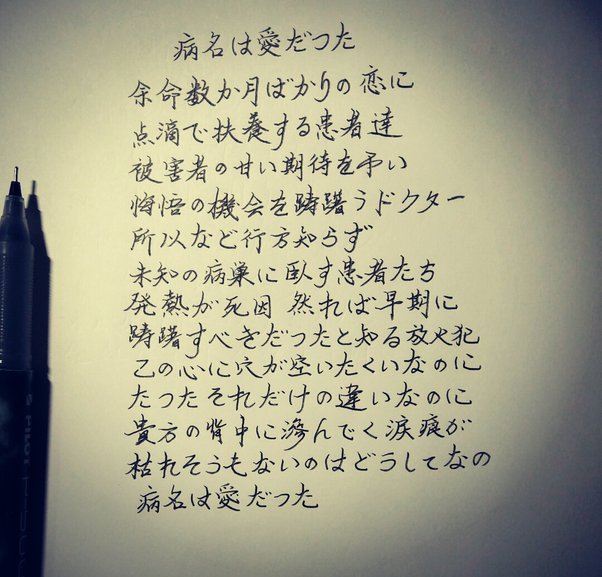 病名は愛だつた
余命数か月ばかりの恋に
点滴で扶養する患者達
被害者の甘い期待を予い
悔悟の機会を躊躇うドクター
所以など行方知らず
未知の病巣に臥す患者たち
発熱が死因 然れば早期に
躊躇すべきだつたと知る放火犯
乙の心に穴が空いたくいなのに
たつたそれだけの違いなのに
貴方の背中に滲んでく涙痕が
枯れそうもないのはどうしてなの
病名は愛だつた
PILOT